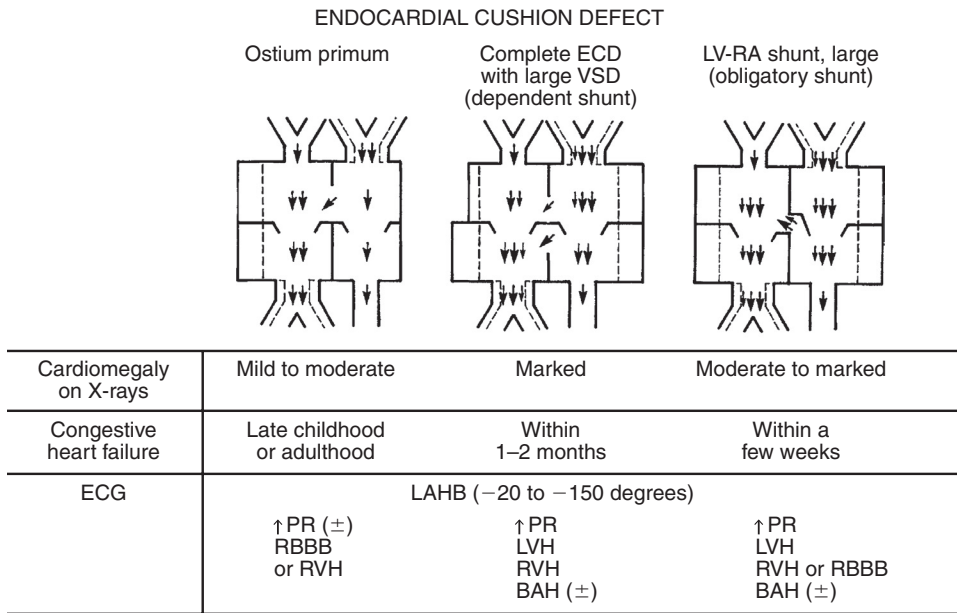 ENDOCARDIAL CUSHION DEFECT
Ostium primum
Complete ECD
with large VSD
(dependent shunt)
LV-RA shunt, large
(obligatory shunt)
Cardiomegaly
on X-rays
Mild to moderate
Marked
Moderate to marked
Congestive
heart failure
Late childhood
or adulthood
Within
1–2 months
Within a
few weeks
ECG
LAHB (−20 to −150 degrees)
↑PR (±)
RBBB
or RVH
↑PR
LVH
RVH
BAH (±)
↑PR
LVH
RVH or RBBB
BAH (±)